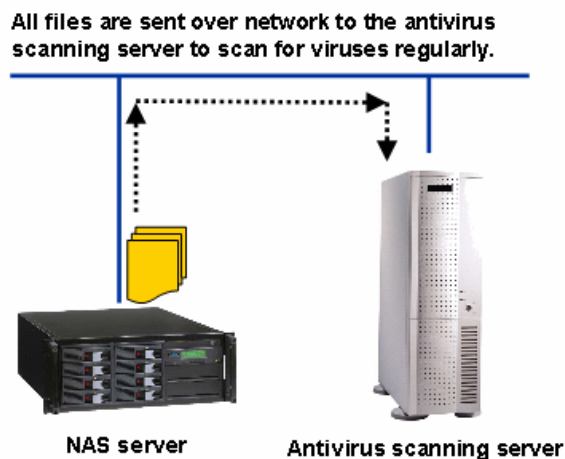 All files are sent over network to the antivirus
scanning server to scan for viruses regularly.
NAS server
Antivirus scanning server